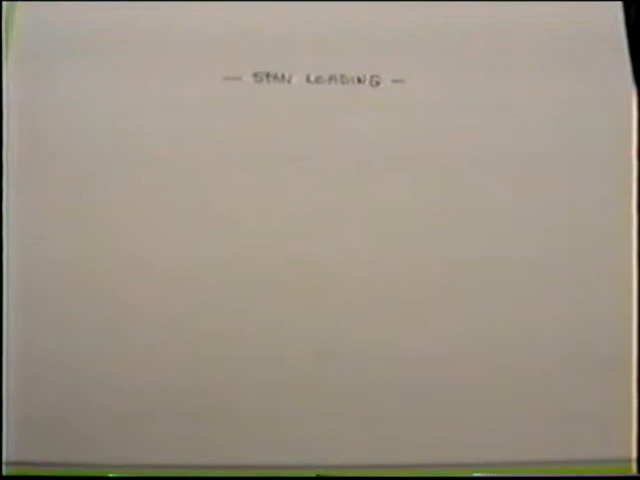 — SPAN LOADING —